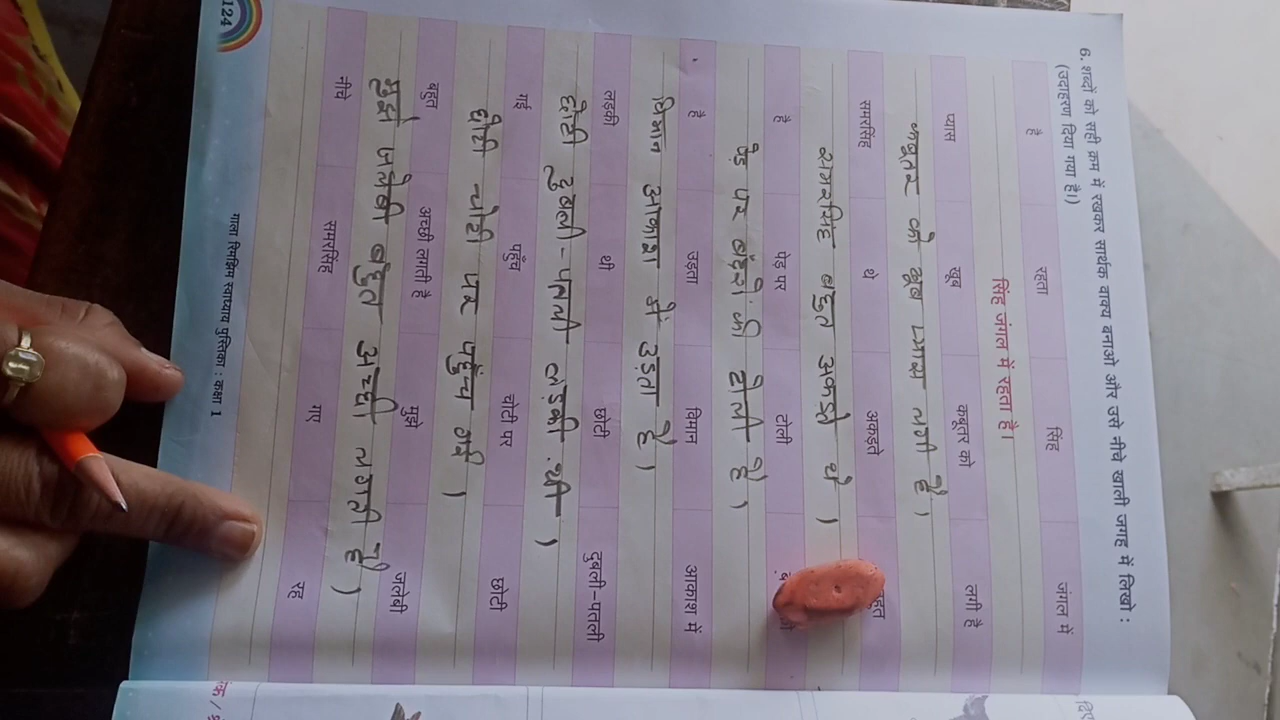 6. शब्दों को सही क्रम में रखकर सार्थक वाक्य बनाओ और उसे नीचे खाली जगह में लिखो :
(उदाहरण दिया गया है।)
है रहता सिंह जंगल में
सिंह जंगल में रहता है।
प्यास खूब कबूतर को लगी है
कबूतर को खूब प्यास लगी है।
समरसिंह थे अकड़ते हुत
समरसिंह बहुत अकड़ते थे।
है पेड़ पर टोली
पेड़ पर बंदरों की टोली है।
है उड़ता विमान आकाश में
विमान आकाश में उड़ता है।
लड़की थी छोटी दुबली-पतली
छोटी दुबली-पतली लड़की थी।
गई पहुँच चोटी पर छोटी
छोटी चोटी पर पहुंच गई।
बहुत अच्छी लगती है मुझे जलेबी
मुझे जलेबी बहुत अच्छी लगती है।
नीचे समरसिंह गए रह
124
गाला रिमझिम स्वाध्याय पुस्तिका : कक्षा 1